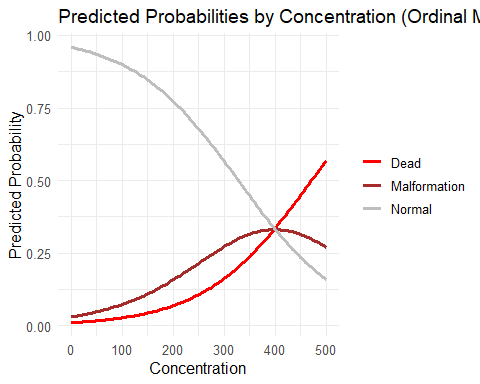 Predicted Probabilities by Concentration (Ordinal M
1.00
0.75
0.50
0.25
0.00
Predicted Probability
0 100 200 300 400 500
Concentration
Dead
Malformation
Normal